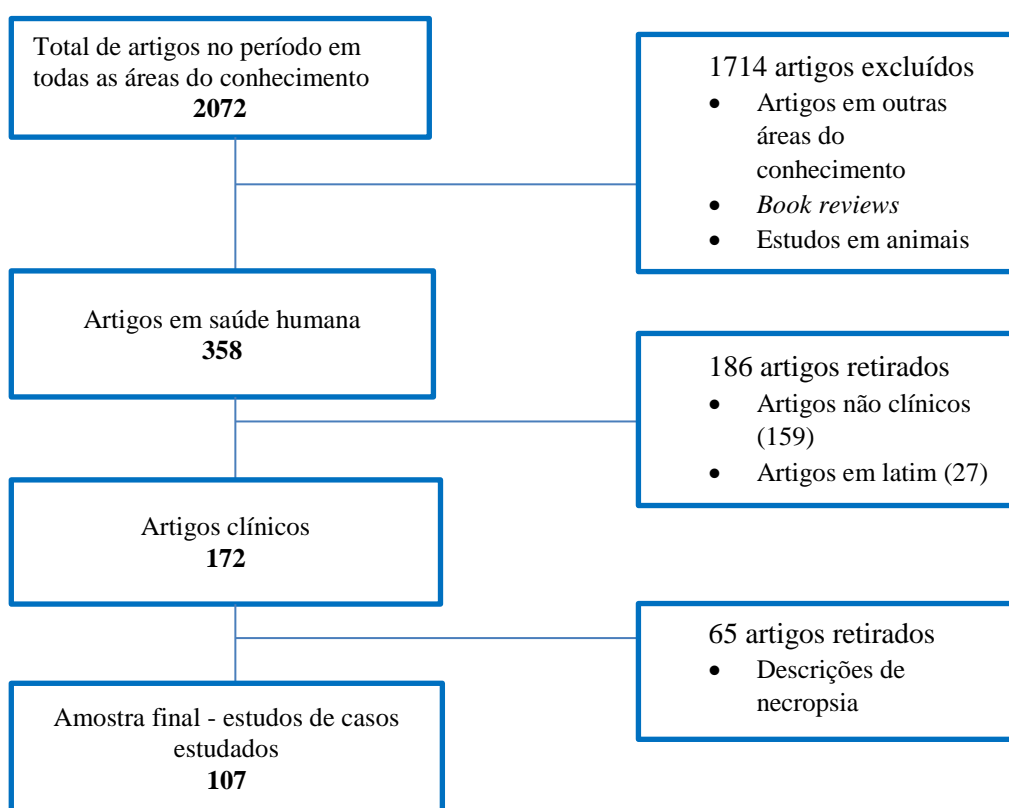 Total de artigos no período em
todas as áreas do conhecimento
2072
1714 artigos excluídos
• Artigos em outras
áreas do
conhecimento
• Book reviews
• Estudos em animais
Artigos em saúde humana
358
186 artigos retirados
• Artigos não clínicos
(159)
• Artigos em latim (27)
Artigos clínicos
172
65 artigos retirados
• Descrições de
necropsia
Amostra final - estudos de casos
estudados
107